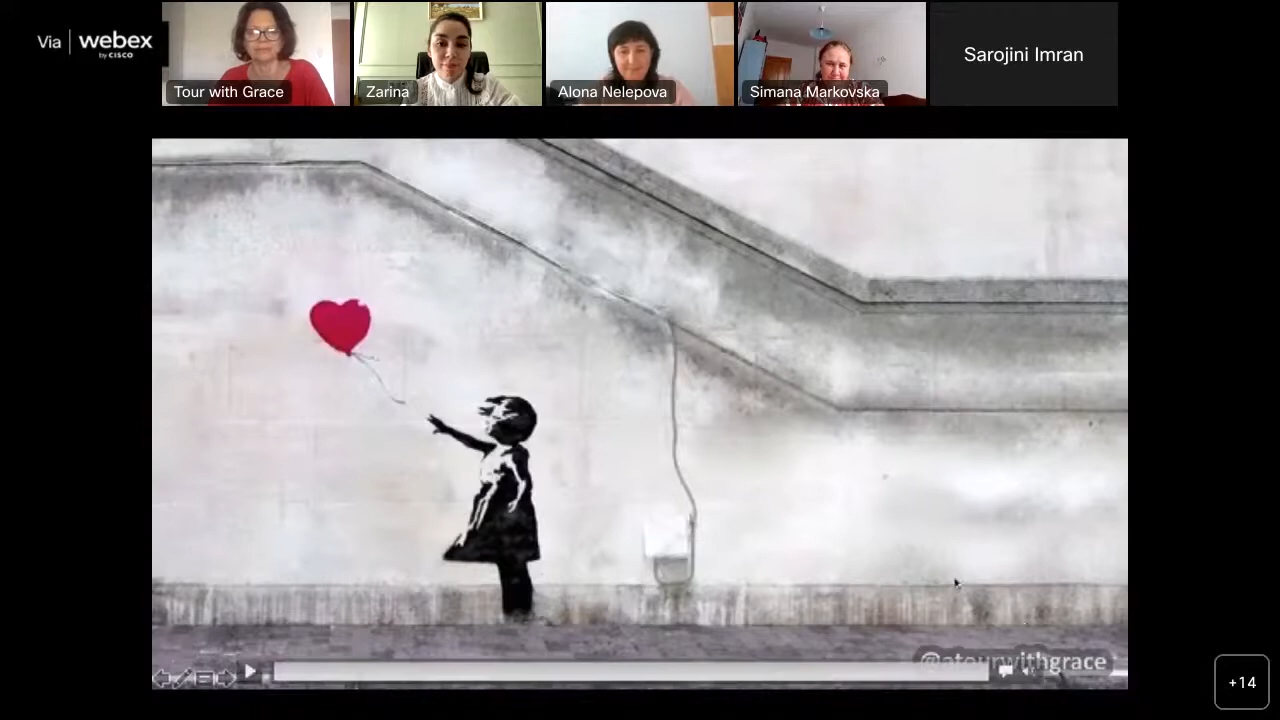 Via
webex
by CISCO
Tour with Grace
Zarina
Alona Nelepova
Simana Markovska
Sarojini Imran
@atourwithgrace
+14